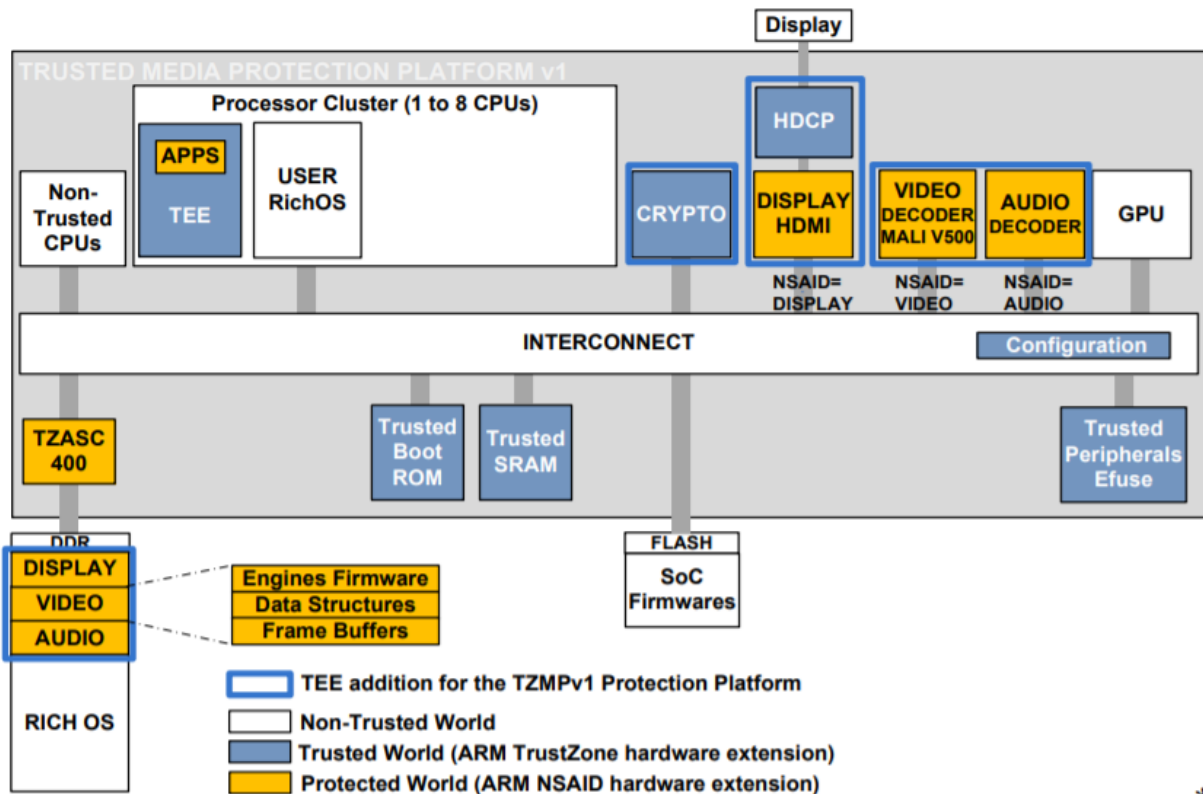 Display
TRUSTED MEDIA PROTECTION PLATFORM v1
Processor Cluster (1 to 8 CPUs)
APPS
TEE
USER
RichOS
Non-
Trusted
CPUs
CRYPTO
HDCP
DISPLAY
HDMI
VIDEO
DECODER
MALI V500
AUDIO
DECODER
GPU
NSAID=
DISPLAY
NSAID=
VIDEO
NSAID=
AUDIO
INTERCONNECT
Configuration
TZASC
400
Trusted
Boot
ROM
Trusted
SRAM
Trusted
Peripherals
Efuse
DDR
DISPLAY
VIDEO
AUDIO
RICH OS
Engines Firmware
Data Structures
Frame Buffers
FLASH
SoC
Firmwares
TEE addition for the TZMPv1 Protection Platform
Non-Trusted World
Trusted World (ARM TrustZone hardware extension)
Protected World (ARM NSAID hardware extension)